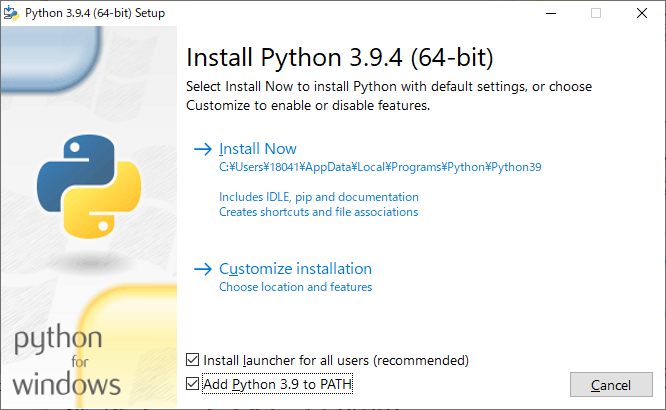 Python 3.9.4 (64-bit) Setup
Install Python 3.9.4 (64-bit)
Select Install Now to install Python with default settings, or choose
Customize to enable or disable features.
Install Now
C:¥Users¥18041¥AppData¥Local¥Programs¥Python¥Python39
Includes IDLE, pip and documentation
Creates shortcuts and file associations
Customize installation
Choose location and features
python
for
windows
Install launcher for all users (recommended)
Add Python 3.9 to PATH
Cancel